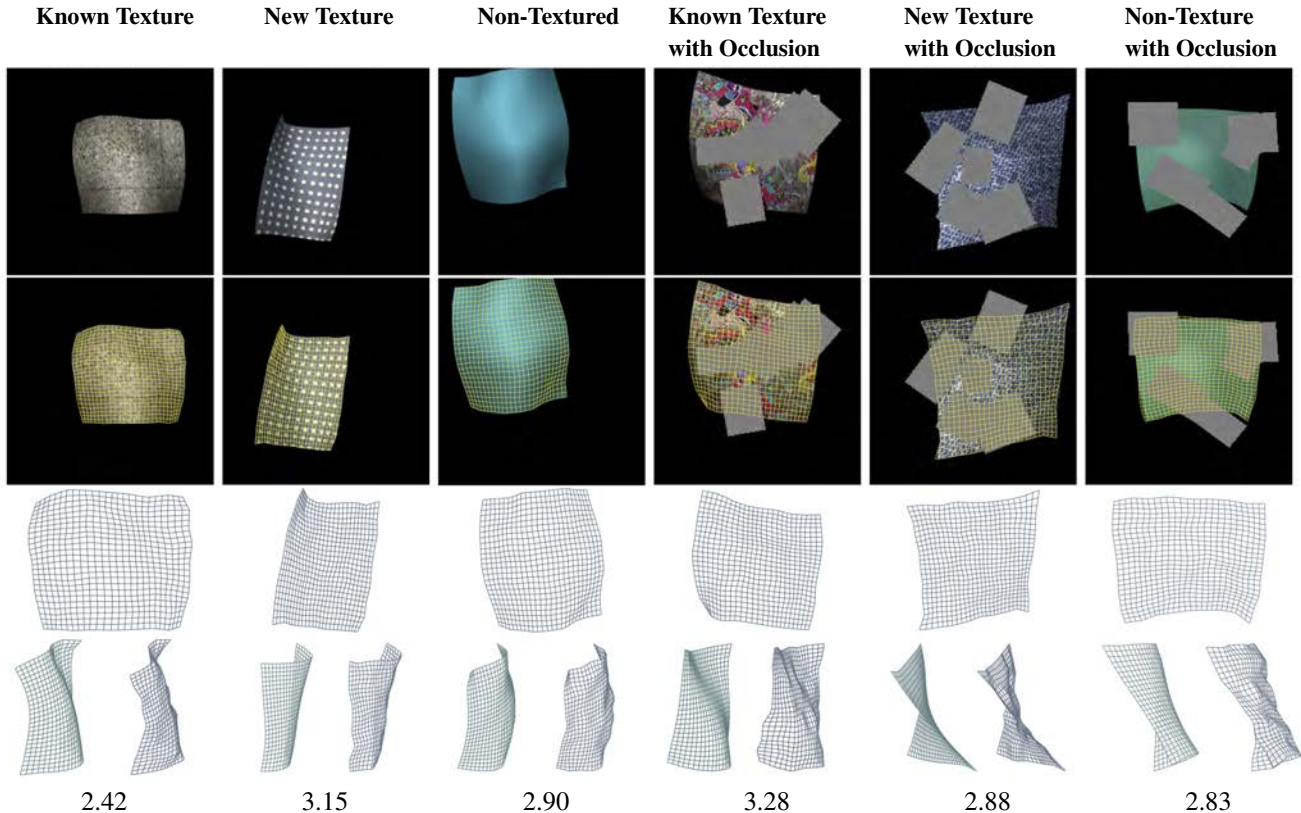 Known Texture
New Texture
Non-Textured
Known Texture
with Occlusion
New Texture
with Occlusion
Non-Texture
with Occlusion
2.42
3.15
2.90
3.28
2.88
2.83